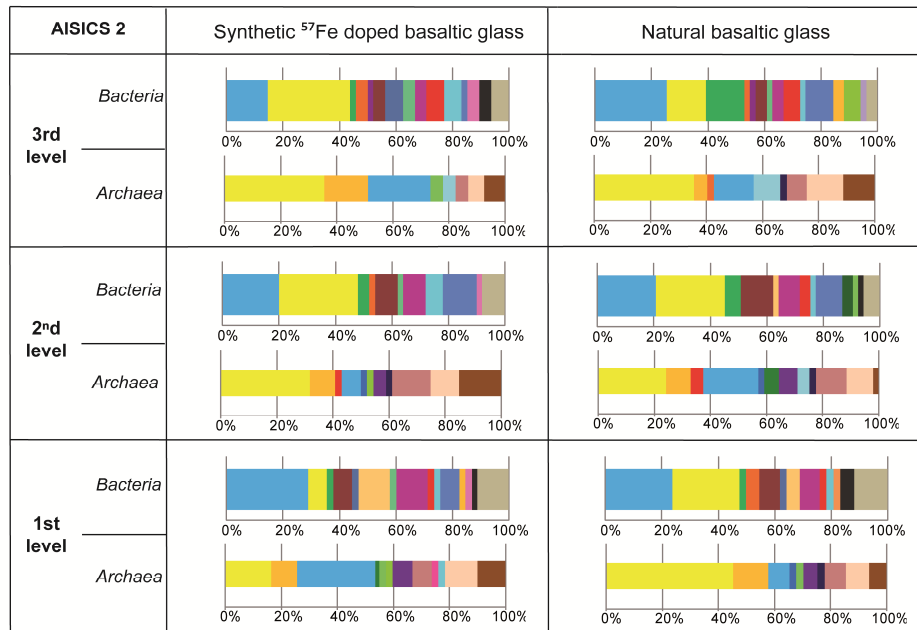 AISICS 2
Synthetic ⁵⁷Fe doped basaltic glass
Natural basaltic glass
3rd
level
Bacteria
0% 20% 40% 60% 80% 100%
0% 20% 40% 60% 80% 100%
Archaea
0% 20% 40% 60% 80% 100%
0% 20% 40% 60% 80% 100%
2ⁿd
level
Bacteria
0% 20% 40% 60% 80% 100%
0% 20% 40% 60% 80% 100%
Archaea
0% 20% 40% 60% 80% 100%
0% 20% 40% 60% 80% 100%
1st
level
Bacteria
0% 20% 40% 60% 80% 100%
0% 20% 40% 60% 80% 100%
Archaea
0% 20% 40% 60% 80% 100%
0% 20% 40% 60% 80% 100%